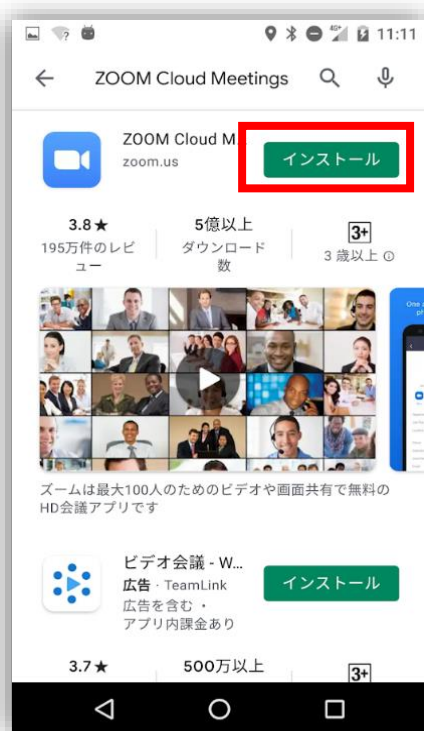 11:11
ZOOM Cloud Meetings
ZOOM Cloud M...
zoom.us
インストール
3.8★
195万件のレビ
ュー
5億以上
ダウンロード
数
3+
3 歳以上
ズームは最大100人のためのビデオや画面共有で無料の
HD会議アプリです
ビデオ会議 - W...
広告・TeamLink
広告を含む・
アプリ内課金あり
インストール
3.7★
500万以上
3+